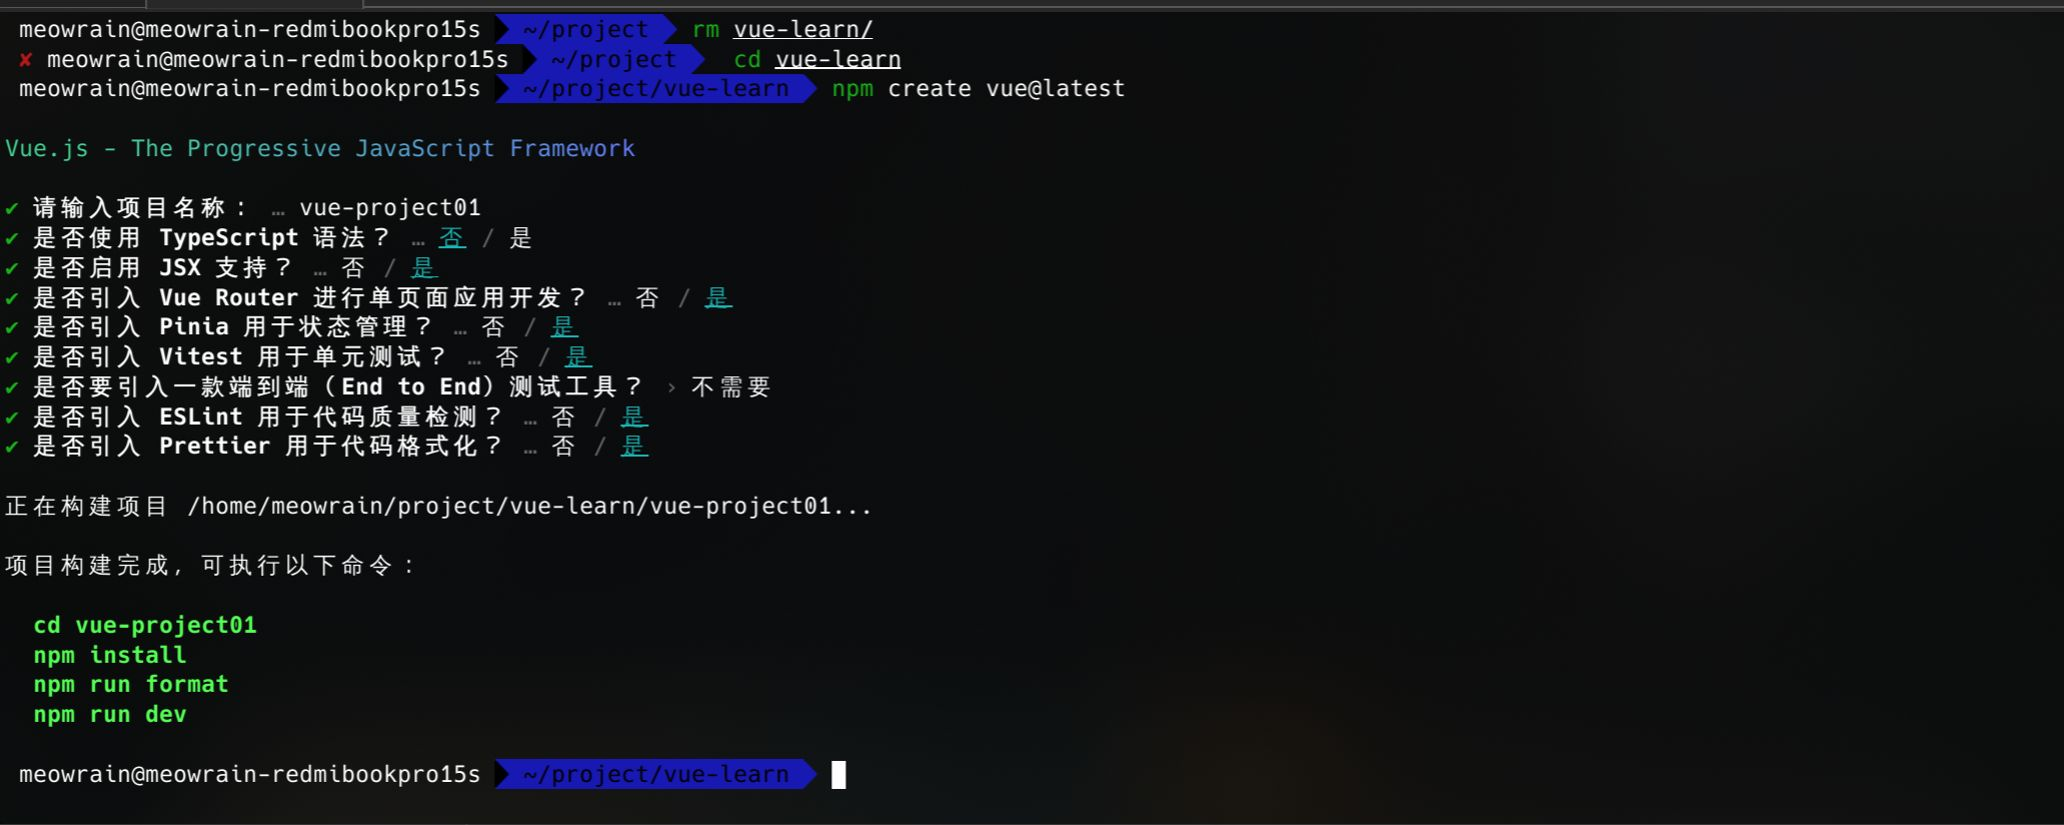 meowrain@meowrain-redmibookpro15s ~/project rm vue-learn/
✘ meowrain@meowrain-redmibookpro15s ~/project cd vue-learn
meowrain@meowrain-redmibookpro15s ~/project/vue-learn npm create vue@latest
Vue.js - The Progressive JavaScript Framework
✔ 请输入项目名称： … vue-project01
✔ 是否使用 TypeScript 语法？ … 否 / 是
✔ 是否启用 JSX 支持？ … 否 / 是
✔ 是否引入 Vue Router 进行单页面应用开发？ … 否 / 是
✔ 是否引入 Pinia 用于状态管理？ … 否 / 是
✔ 是否引入 Vitest 用于单元测试？ … 否 / 是
✔ 是否要引入一款端到端（End to End）测试工具？ › 不需要
✔ 是否引入 ESLint 用于代码质量检测？ … 否 / 是
✔ 是否引入 Prettier 用于代码格式化？ … 否 / 是
正在构建项目 /home/meowrain/project/vue-learn/vue-project01...
项目构建完成，可执行以下命令：
cd vue-project01
npm install
npm run format
npm run dev
meowrain@meowrain-redmibookpro15s ~/project/vue-learn